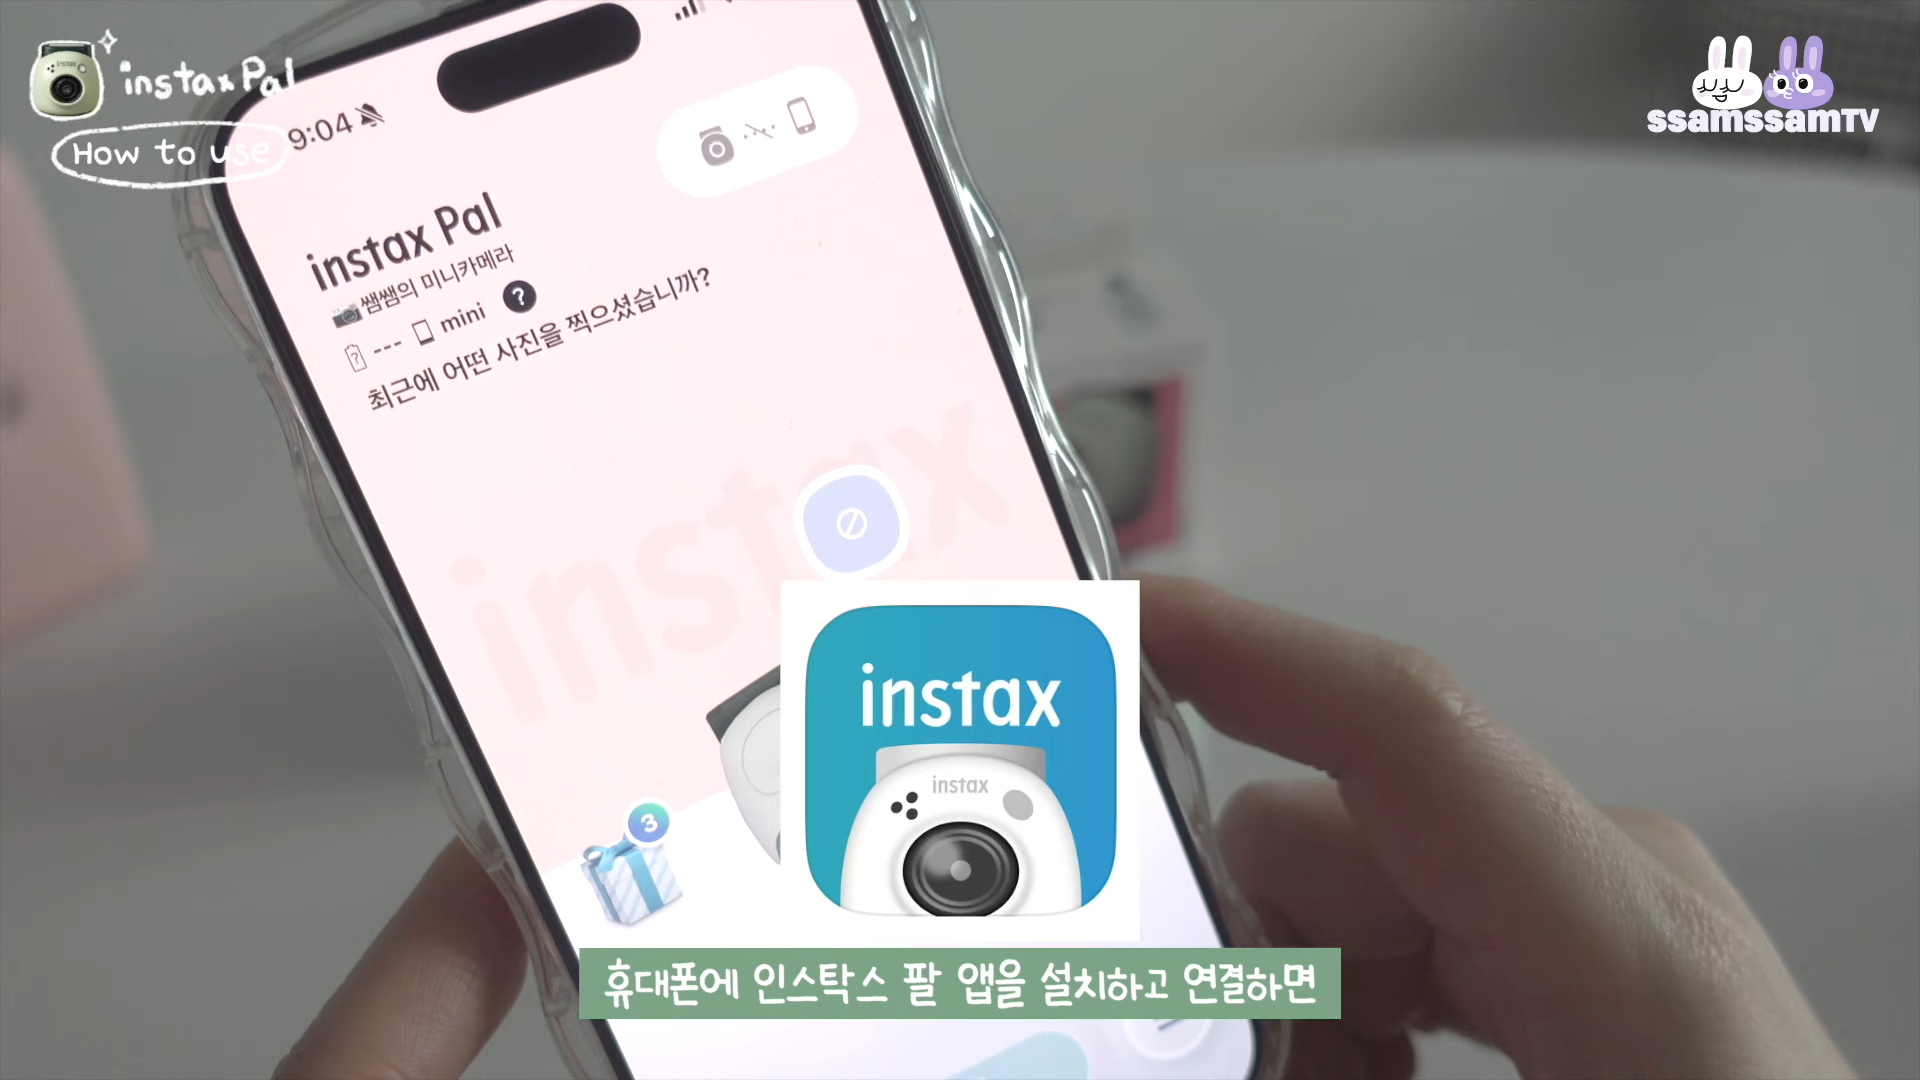 instax Pal
How to use
ssamssamTV
9:04
instax Pal
쌤쌤의 미니카메라
--- mini ?
최근에 어떤 사진을 찍으셨습니까?
instax
3
instax
instax
휴대폰에 인스탁스 팔 앱을 설치하고 연결하면